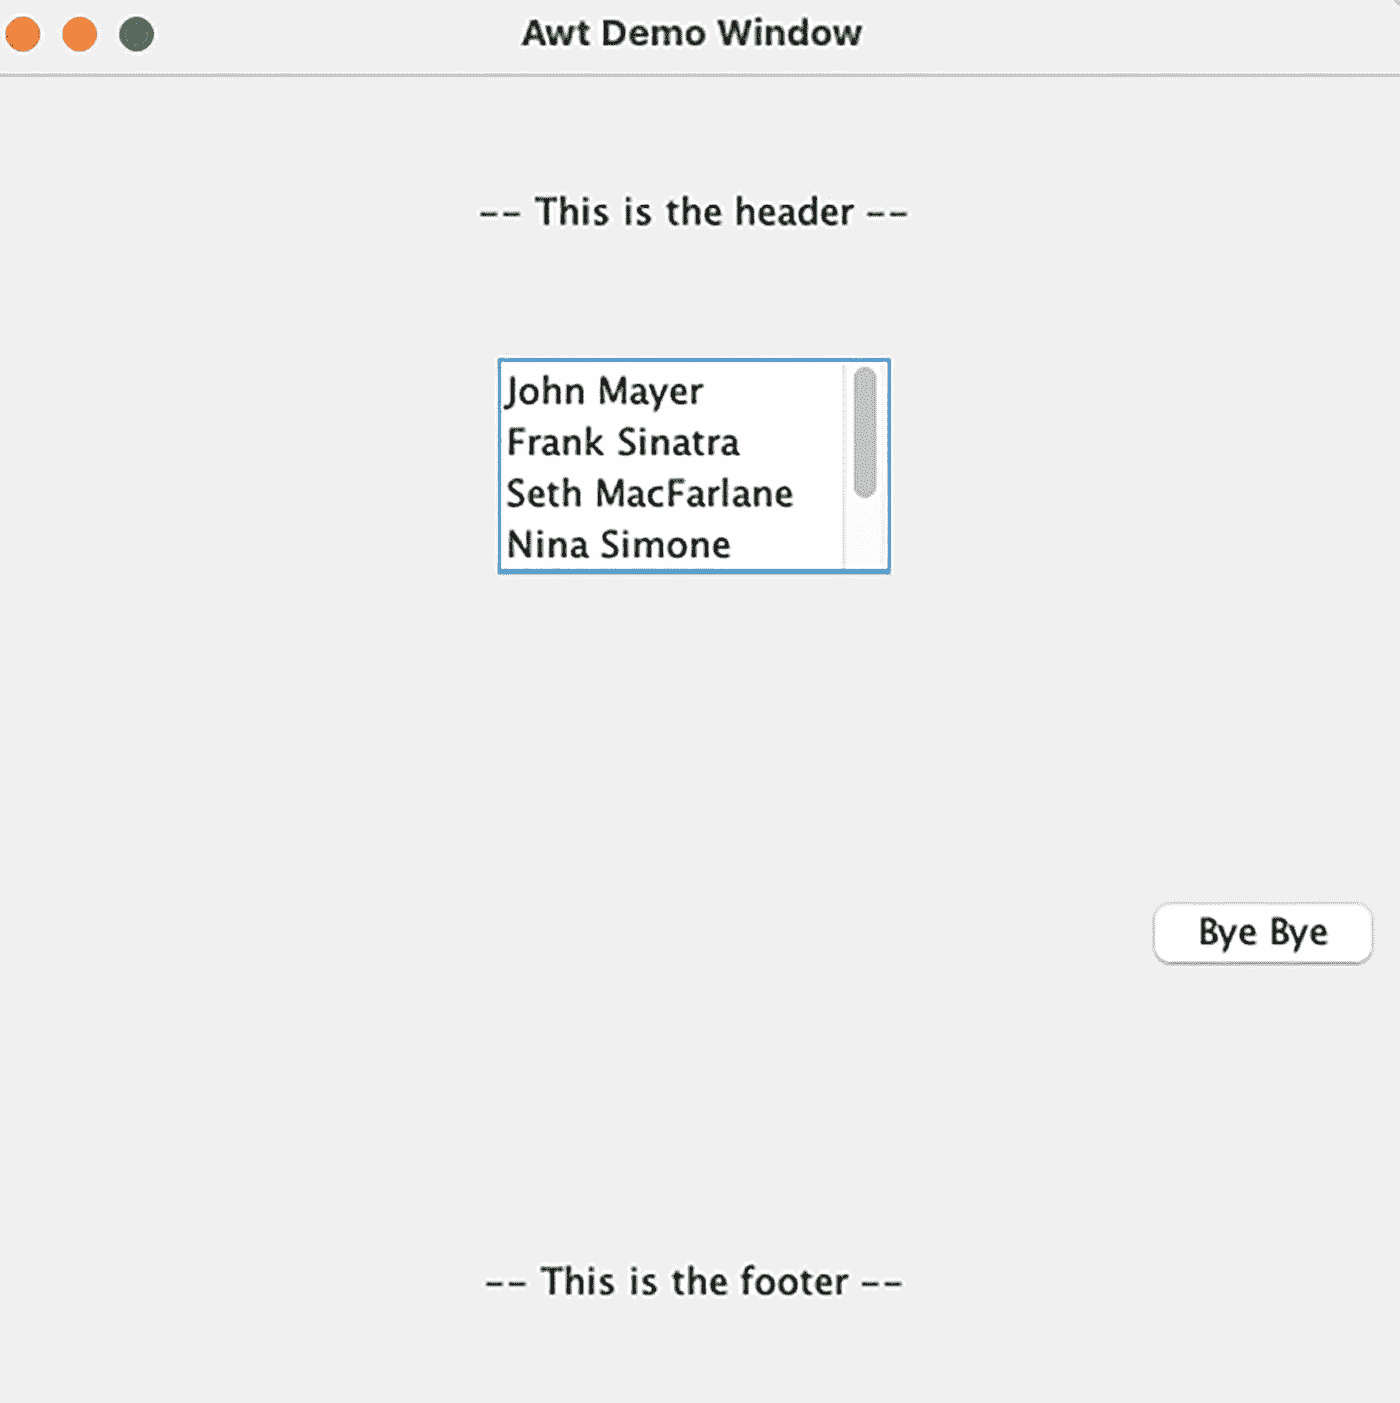 Awt Demo Window
-- This is the header --
John Mayer
Frank Sinatra
Seth MacFarlane
Nina Simone
Bye Bye
-- This is the footer --